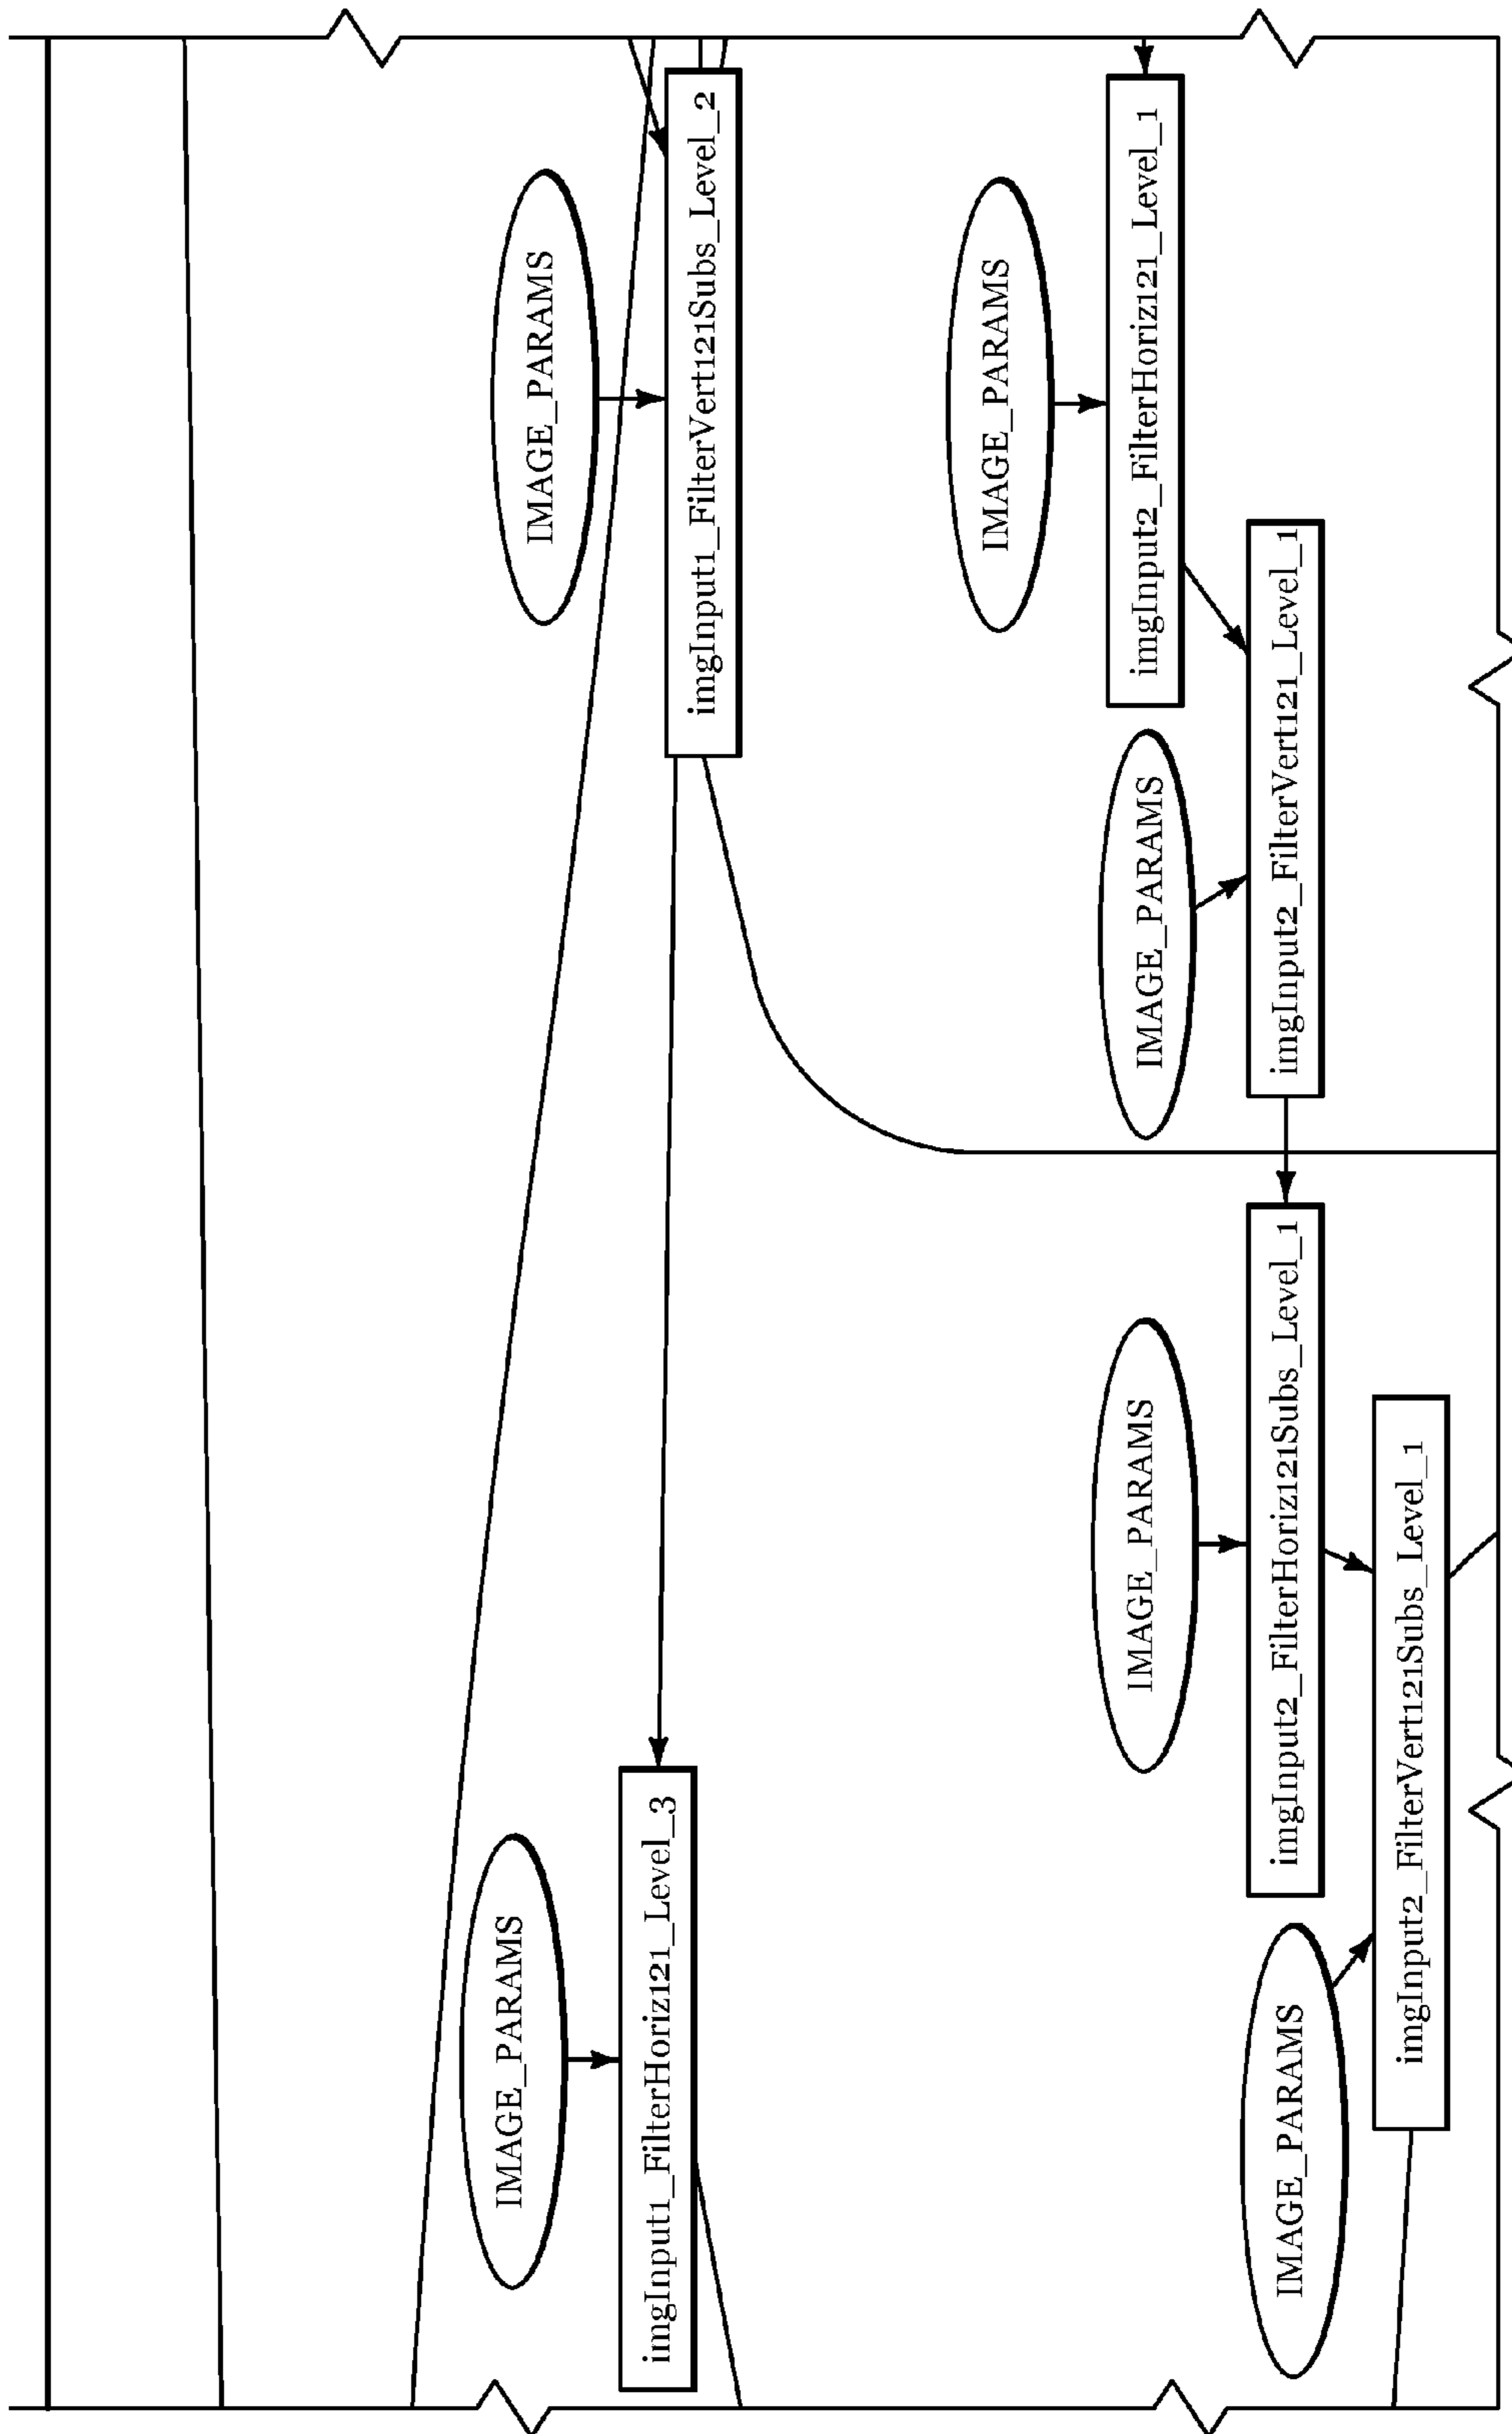 IMAGE_PARAMS
imgInput1_FilterHoriz121_Level_3
IMAGE_PARAMS
imgInput1_FilterVert121Subs_Level_2
IMAGE_PARAMS
imgInput2_FilterHoriz121_Level_1
IMAGE_PARAMS
imgInput2_FilterVert121_Level_1
IMAGE_PARAMS
imgInput2_FilterHoriz121Subs_Level_1
IMAGE_PARAMS
imgInput2_FilterVert121Subs_Level_1